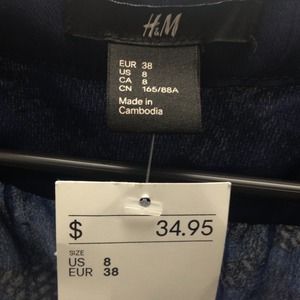 H&M
EUR 38
US 8
CA 8
CN 165/88A
Made in
Cambodia
$ 34.95
SIZE
US 8
EUR 38